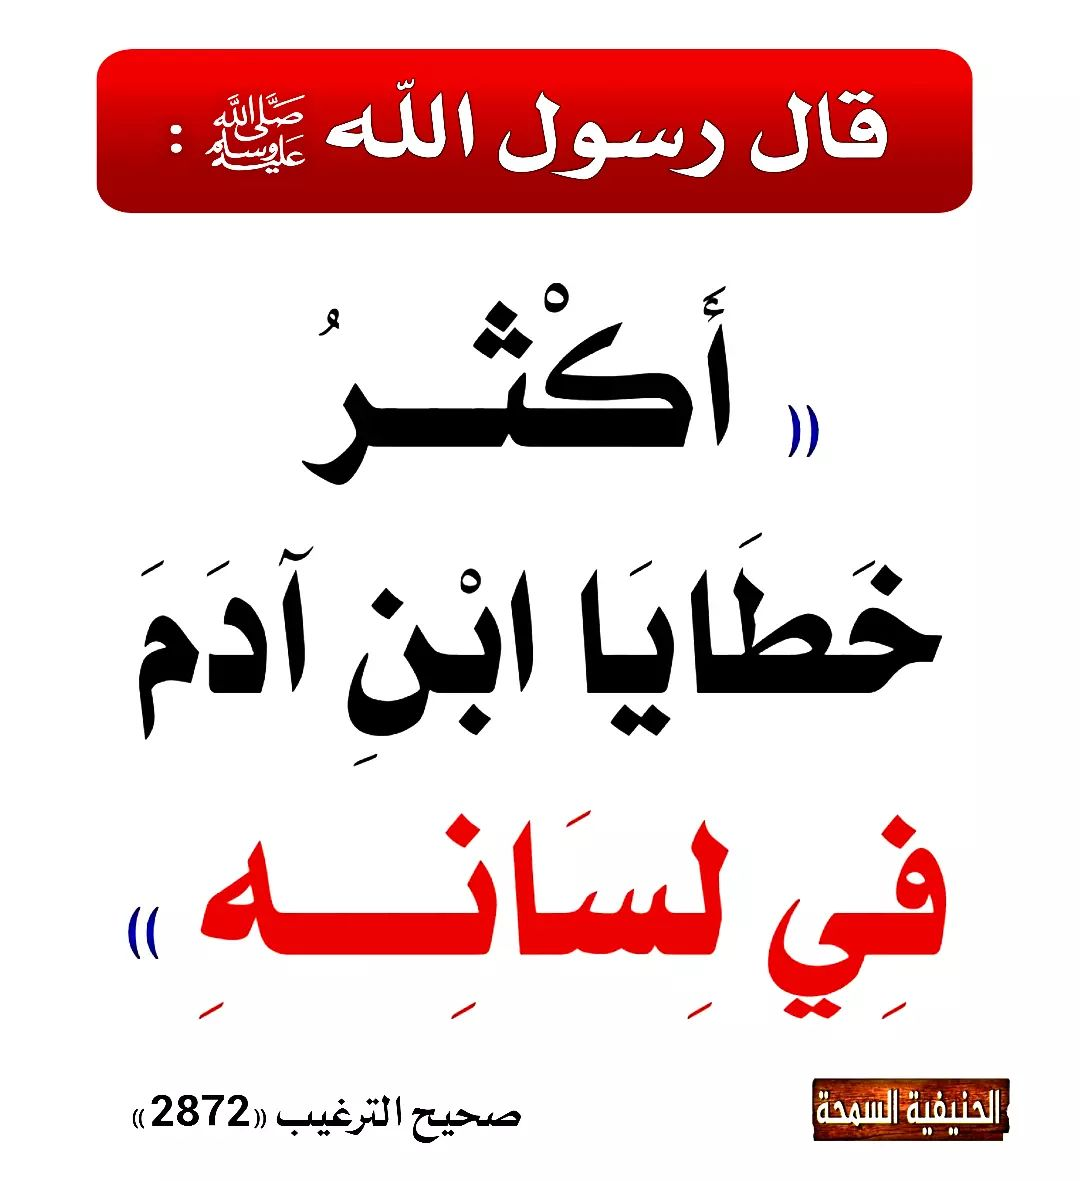 قال رسول الله ﷺ :
(( أَكْثَرُ
خَطَايَا ابْنِ آدَمَ
فِي لِسَانِهِ ))
صحيح الترغيب ((2872))
الحنيفية السمحة